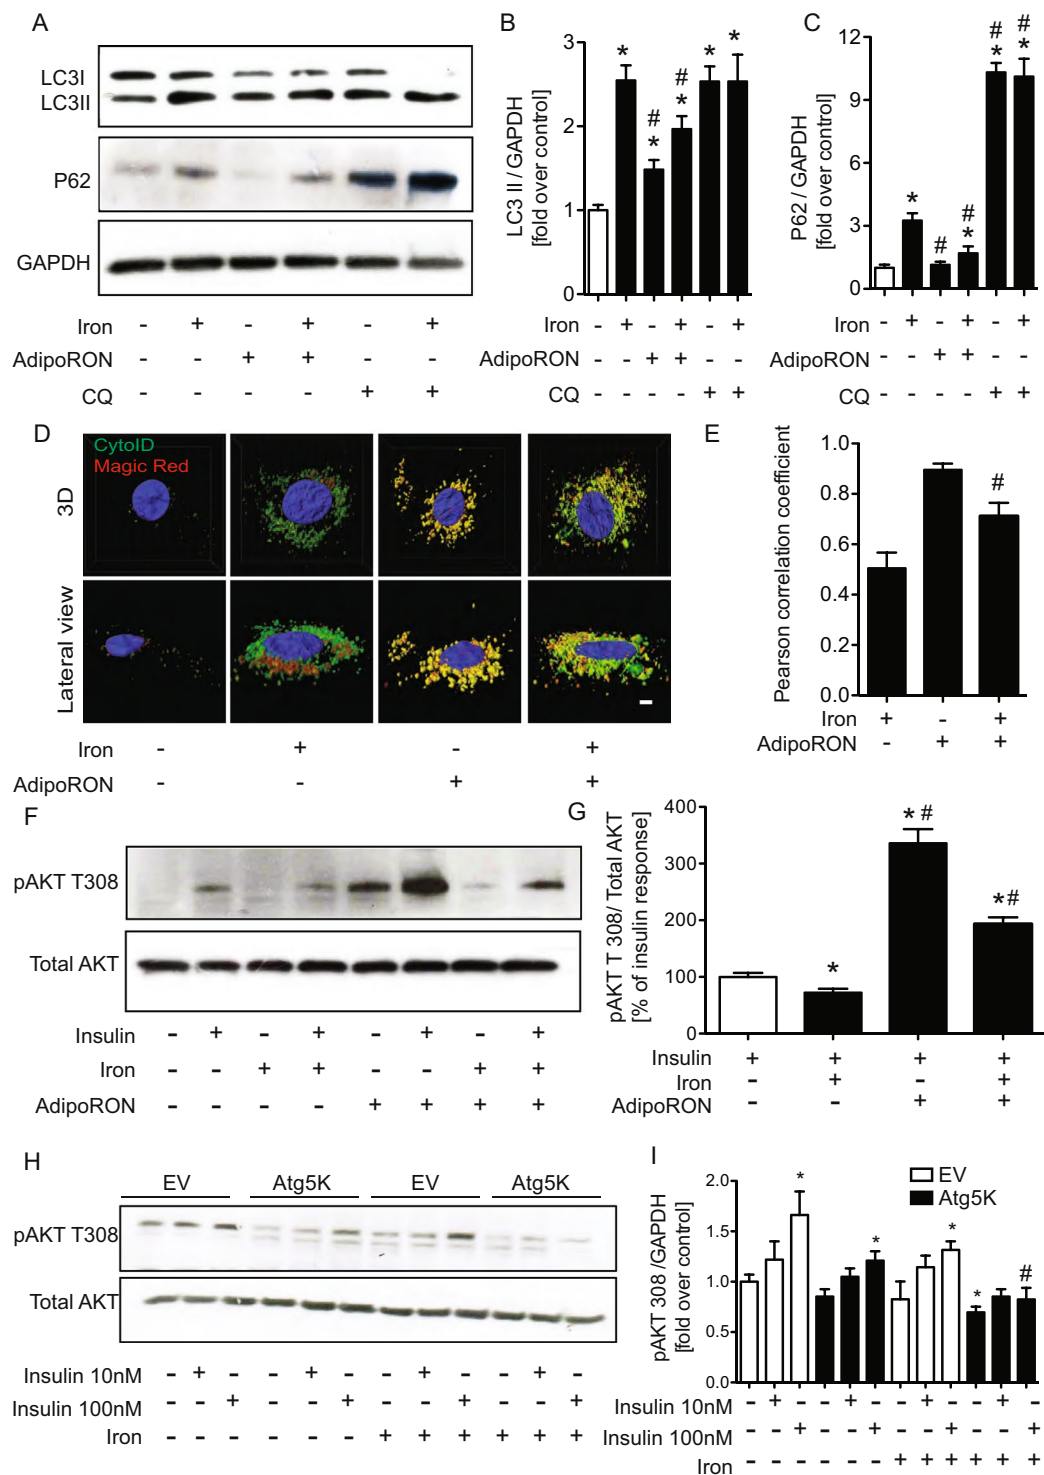 A
LC3I
LC3II
P62
GAPDH
Iron - + - + - +
AdipoRON - - + + - -
CQ - - - - + +
B
LC3 II / GAPDH
[fold over control]
3
2
1
0
* # * # * * *
Iron - + - + - +
AdipoRON - - + + - -
CQ - - - - + +
C
P62 / GAPDH
[fold over control]
12
9
6
3
0
* # # * # * # *
Iron - + - + - +
AdipoRON - - + + - -
CQ - - - - + +
D
CytoID
Magic Red
3D
Lateral view
Iron - + - +
AdipoRON - - + +
E
Pearson correlation coefficient
1.0
0.8
0.6
0.4
0.2
0.0
#
Iron + - +
AdipoRON - + +
F
pAKT T308
Total AKT
Insulin - + - + - + - +
Iron - - + + - - + +
AdipoRON - - - - + + + +
G
pAKT T 308/ Total AKT
[% of insulin response]
400
300
200
100
0
* * # * #
Insulin + + + +
Iron - + - +
AdipoRON - - + +
H
EV Atg5K EV Atg5K
pAKT T308
Total AKT
Insulin 10nM - + - - + - - + - - + -
Insulin 100nM - - + - - + - - + - - +
Iron - - - - - - + + + + + +
I
EV
Atg5K
pAKT 308 /GAPDH
[fold over control]
2.0
1.5
1.0
0.5
0.0
* * * * #
Insulin 10nM - + - - + - - + - - + -
Insulin 100nM - - + - - + - - + - - +
Iron - - - - - - + + + + + +